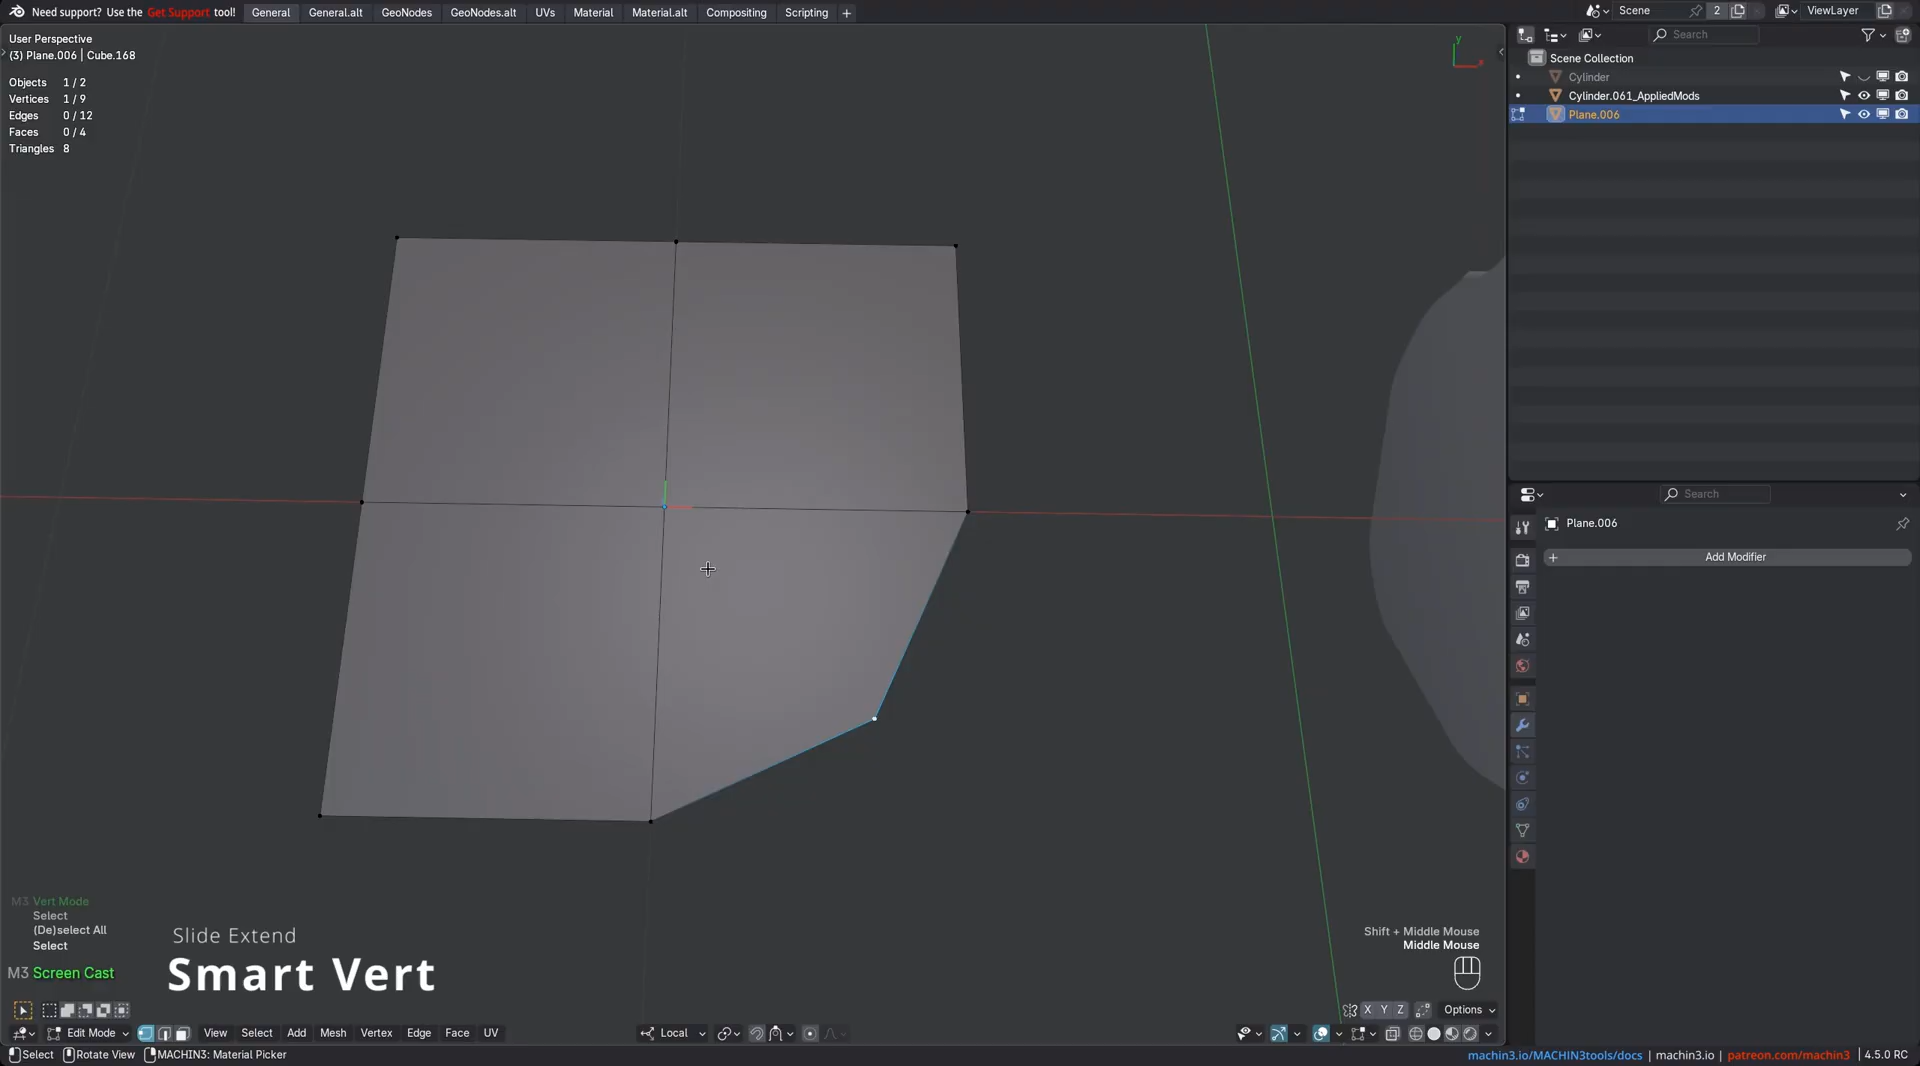 Need support? Use the Get Support tool!
General
General.alt
GeoNodes
GeoNodes.alt
UVs
Material
Material.alt
Compositing
Scripting
+
Scene
2
ViewLayer
User Perspective
(3) Plane.006 | Cube.168
Objects 1 / 2
Vertices 1 / 9
Edges 0 / 12
Faces 0 / 4
Triangles 8
y
Search
Scene Collection
Cylinder
Cylinder.061_AppliedMods
Plane.006
Search
Plane.006
+ Add Modifier
M3 Vert Mode
Select
(De)select All
Select
M3 Screen Cast
Slide Extend
Smart Vert
Shift + Middle Mouse
Middle Mouse
X Y Z
Options
Edit Mode
View
Select
Add
Mesh
Vertex
Edge
Face
UV
Local
Select
Rotate View
MACHIN3: Material Picker
machin3.io/MACHIN3tools/docs | machin3.io | patreon.com/machin3 | 4.5.0 RC